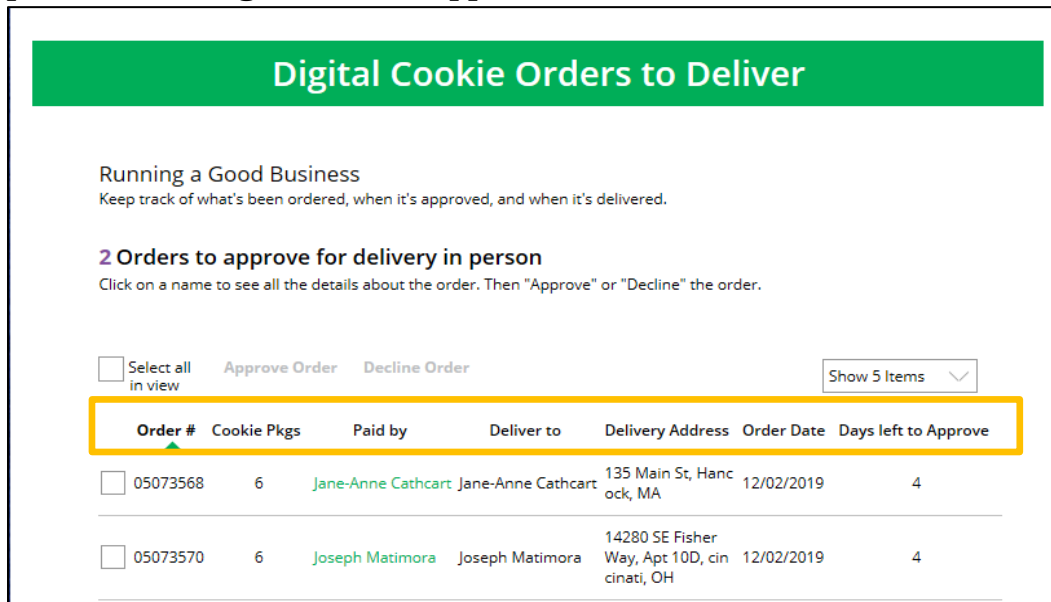 Digital Cookie Orders to Deliver
Running a Good Business
Keep track of what's been ordered, when it's approved, and when it's delivered.
2 Orders to approve for delivery in person
Click on a name to see all the details about the order. Then "Approve" or "Decline" the order.
Select all in view Approve Order Decline Order Show 5 Items
Order # Cookie Pkgs Paid by Deliver to Delivery Address Order Date Days left to Approve
05073568 6 Jane-Anne Cathcart Jane-Anne Cathcart 135 Main St, Hanc
ock, MA 12/02/2019 4
05073570 6 Joseph Matimora Joseph Matimora 14280 SE Fisher
Way, Apt 10D, cin
cinati, OH 12/02/2019 4